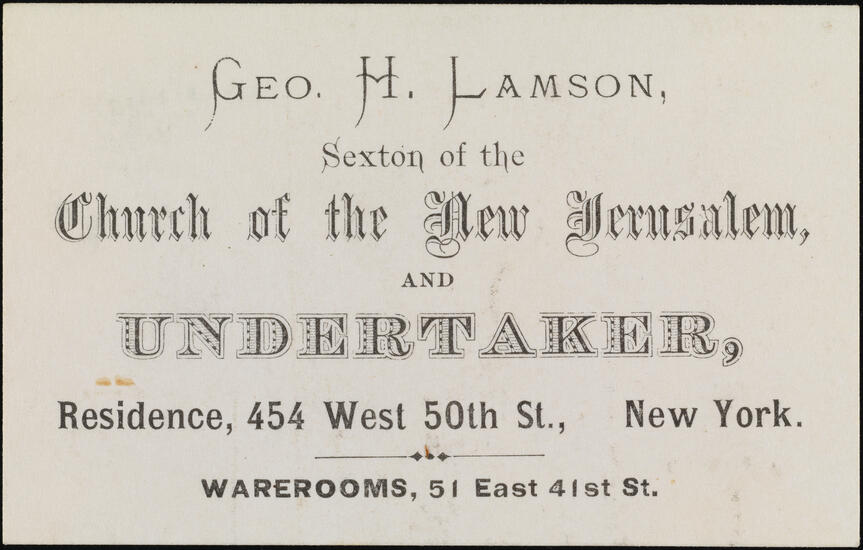 GEO. H. LAMSON,
Sexton of the
Church of the New Jerusalem,
AND
UNDERTAKER,
Residence, 454 West 50th St., New York.
WAREROOMS, 51 East 41st St.